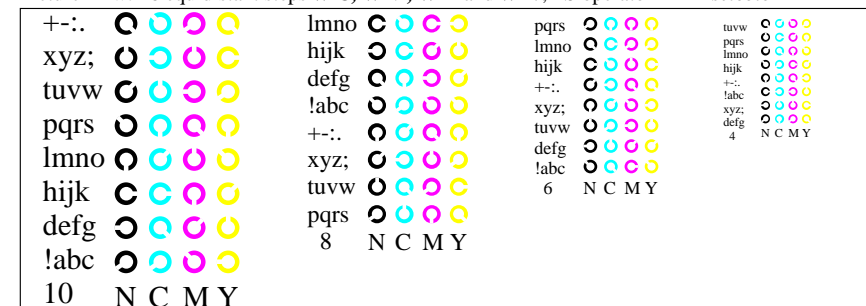 +-:.
xyz;
tuvw
pqrs
lmno
hijk
defg
!abc
10 N C M Y
lmno
hijk
defg
!abc
+-:.
xyz;
tuvw
pqrs
8 N C M Y
pqrs
lmno
hijk
+-:.
xyz;
tuvw
defg
!abc
6 N C M Y
tuvw
pqrs
lmno
hijk
+-:.
!abc
xyz;
defg
4 N C M Y